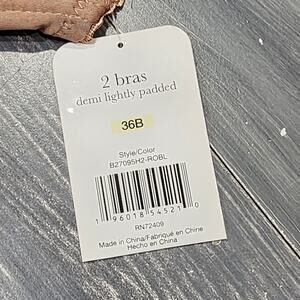 2 bras
demi lightly padded
36B
Style/Color
B27095H2-ROBL
1 96018 54521 0
RN72409
Made in China/Fabriqué en Chine
Hecho en China